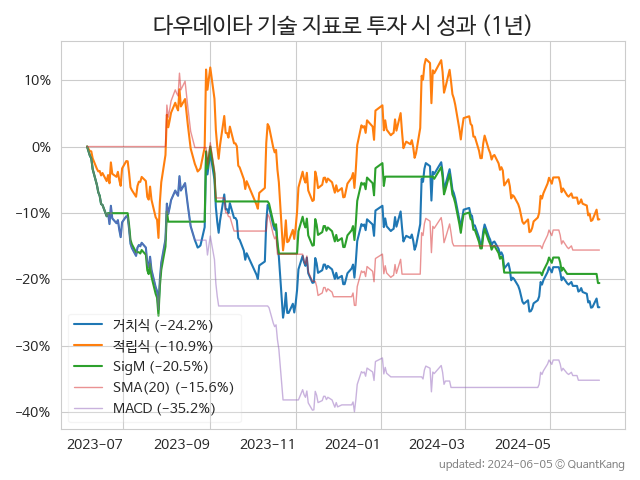 다우데이타 기술 지표로 투자 시 성과 (1년)
10%
0%
−10%
−20%
−30%
−40%
거치식 (−24.2%)
적립식 (−10.9%)
SigM (−20.5%)
SMA(20) (−15.6%)
MACD (−35.2%)
2023−07 2023−09 2023−11 2024−01 2024−03 2024−05
updated: 2024−06−05 ⓒ QuantKang